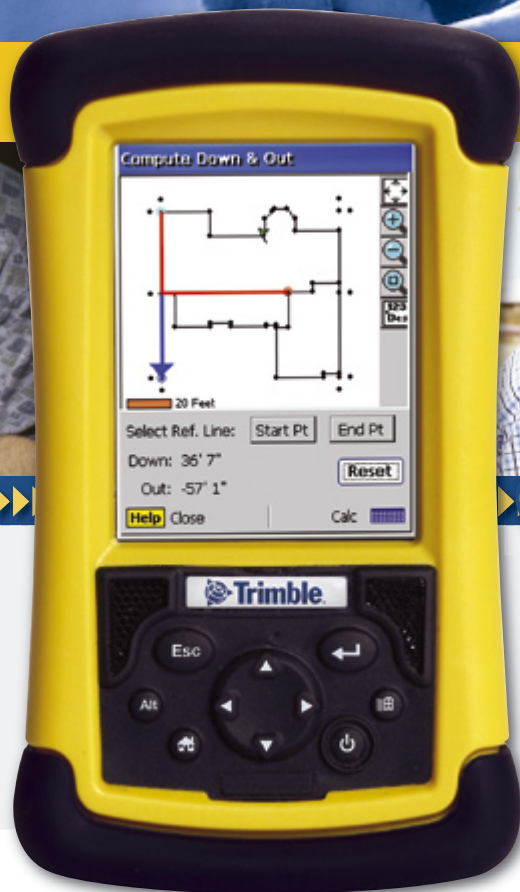 Compute Down & Out
20 Feet
Select Ref. Line: Start Pt End Pt
Down: 36' 7"
Reset
Out: -57' 1"
Help Close Calc
Trimble
Esc
Alt